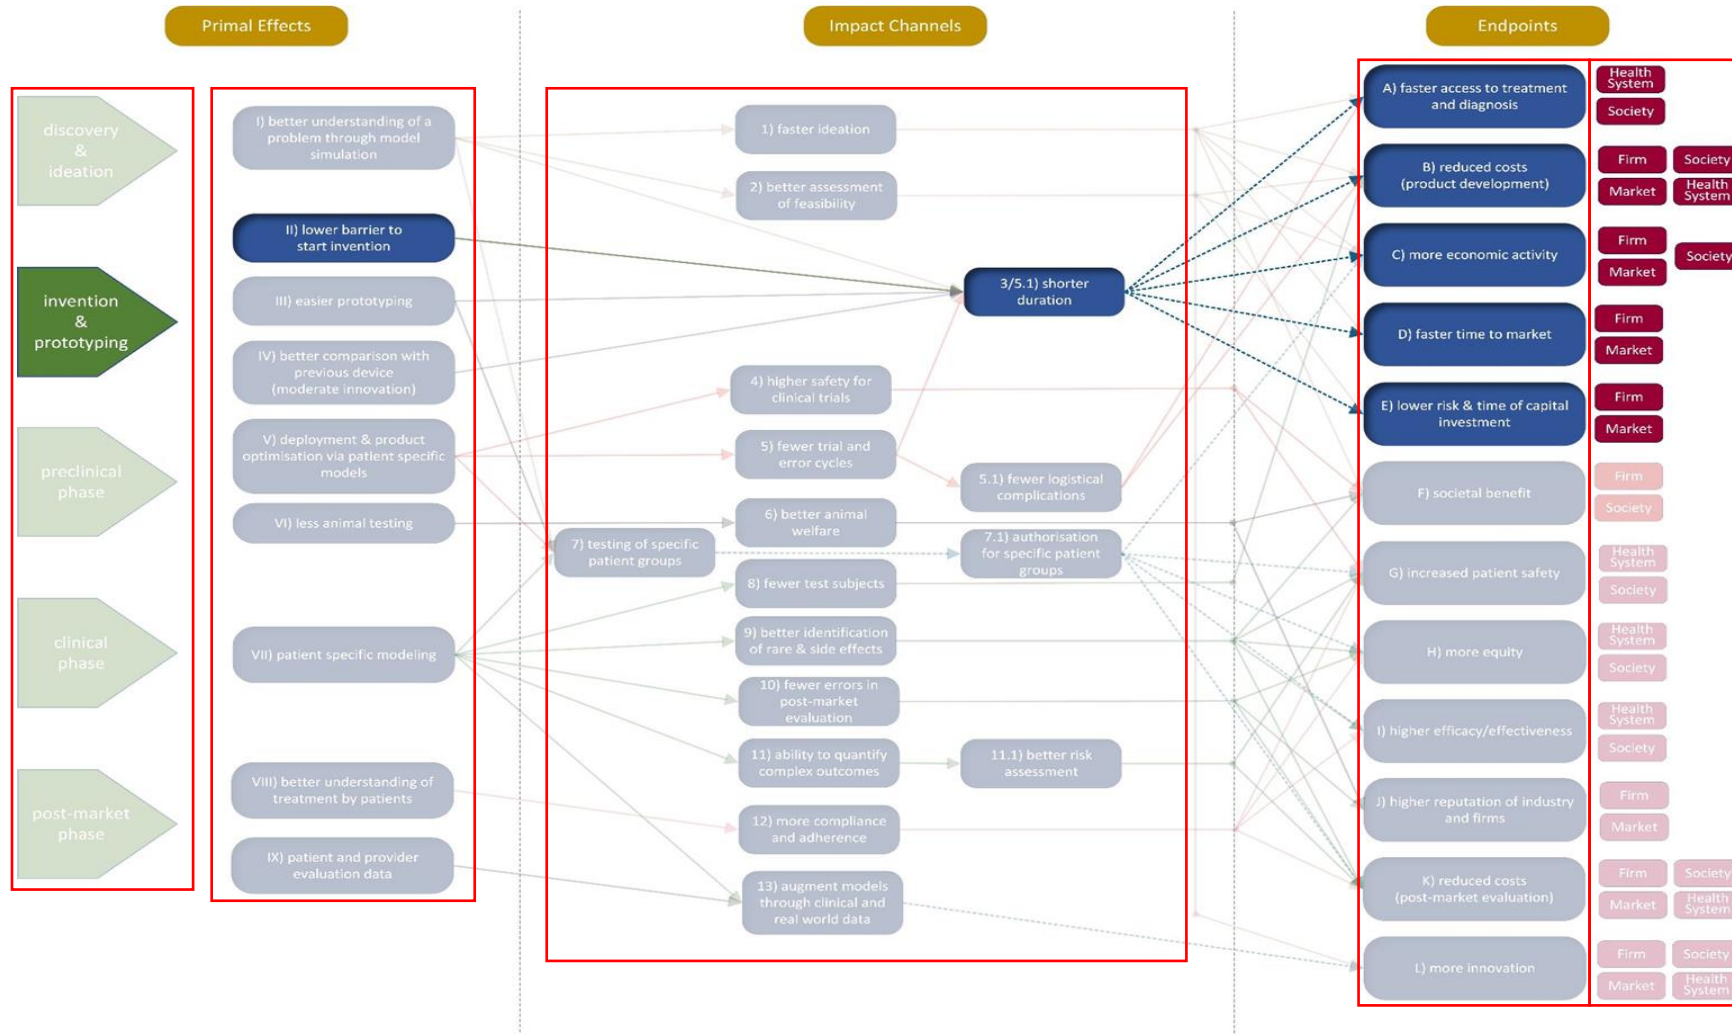 Primal Effects
Impact Channels
Endpoints
discovery
&
ideation
invention
&
prototyping
preclinical
phase
clinical
phase
post-market
phase
I) better understanding of a
problem through model
simulation
II) lower barrier to
start invention
III) easier prototyping
IV) better comparison with
previous device
(moderate innovation)
V) deployment & product
optimisation via patient specific
models
VI) less animal testing
VII) patient specific modeling
VIII) better understanding of
treatment by patients
IX) patient and provider
evaluation data
1) faster ideation
2) better assessment
of feasibility
3/5.1) shorter
duration
4) higher safety for
clinical trials
5) fewer trial and
error cycles
5.1) fewer logistical
complications
6) better animal
welfare
7) testing of specific
patient groups
7.1) authorisation
for specific patient
groups
8) fewer test subjects
9) better identification
of rare & side effects
10) fewer errors in
post-market
evaluation
11) ability to quantify
complex outcomes
11.1) better risk
assessment
12) more compliance
and adherence
13) augment models
through clinical and
real world data
A) faster access to treatment
and diagnosis
Health
System
Society
B) reduced costs
(product development)
Firm
Society
Market
Health
System
C) more economic activity
Firm
Society
Market
D) faster time to market
Firm
Market
E) lower risk & time of capital
investment
Firm
Market
F) societal benefit
Firm
Society
G) increased patient safety
Health
System
Society
H) more equity
Health
System
Society
I) higher efficacy/effectiveness
Health
System
Society
J) higher reputation of industry
and firms
Firm
Market
K) reduced costs
(post-market evaluation)
Firm
Society
Market
Health
System
L) more innovation
Firm
Society
Market
Health
System